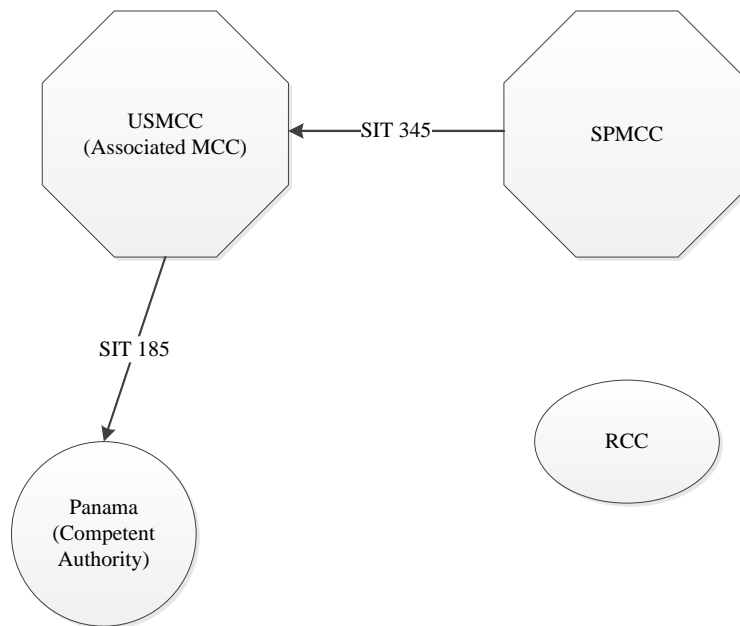 USMCC
(Associated MCC)
SIT 345
SPMCC
SIT 185
RCC
Panama
(Competent
Authority)